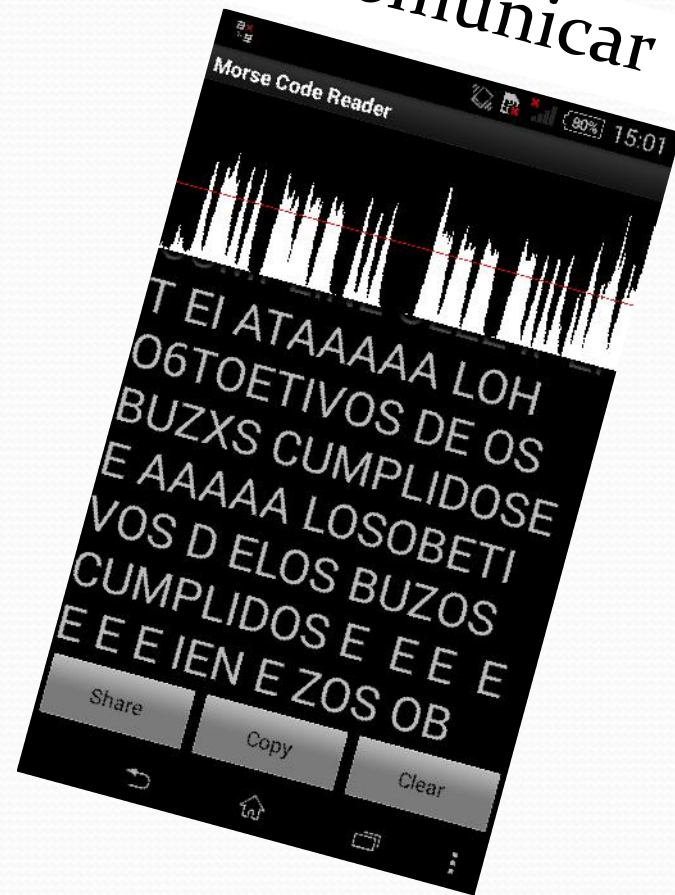 Morse Code Reader
80% 15:01
T EI ATAAAAA LOH
O6TOETIVOS DE OS
BUZXS CUMPLIDOSE
E AAAAA LOSOBETI
VOS D ELOS BUZOS
CUMPLIDOS E E E E
E E E IEN E ZOS OB
Share
Copy
Clear